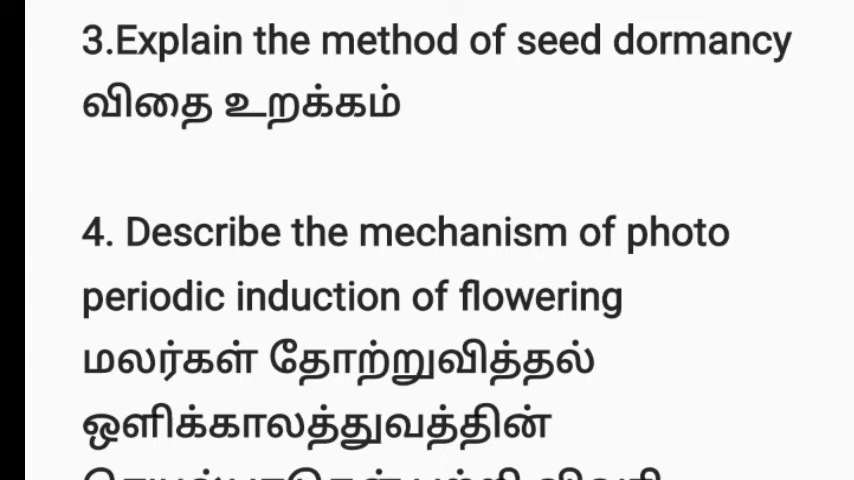 3.Explain the method of seed dormancy
விதை உறக்கம்
4. Describe the mechanism of photo
periodic induction of flowering
மலர்கள் தோற்றுவித்தல்
ஒளிக்காலத்துவத்தின்